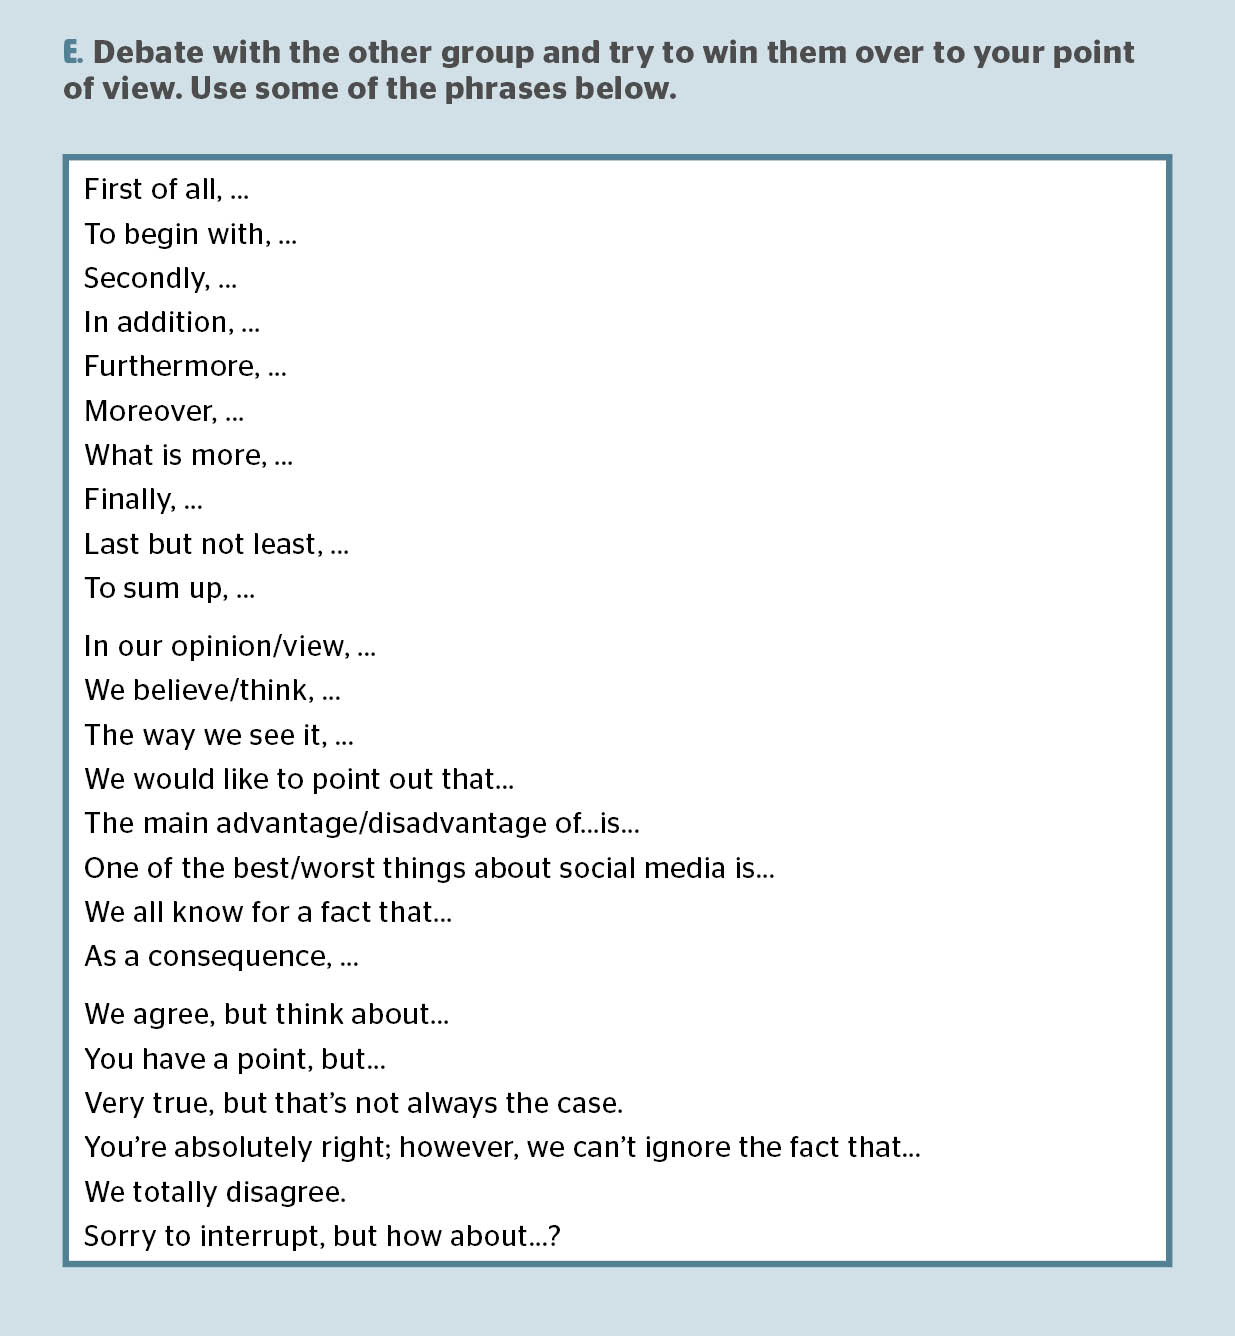 E. Debate with the other group and try to win them over to your point
of view. Use some of the phrases below.
First of all, ...
To begin with, ...
Secondly, ...
In addition, ...
Furthermore, ...
Moreover, ...
What is more, ...
Finally, ...
Last but not least, ...
To sum up, ...
In our opinion/view, ...
We believe/think, ...
The way we see it, ...
We would like to point out that...
The main advantage/disadvantage of...is...
One of the best/worst things about social media is...
We all know for a fact that...
As a consequence, ...
We agree, but think about...
You have a point, but...
Very true, but that’s not always the case.
You’re absolutely right; however, we can’t ignore the fact that...
We totally disagree.
Sorry to interrupt, but how about...?